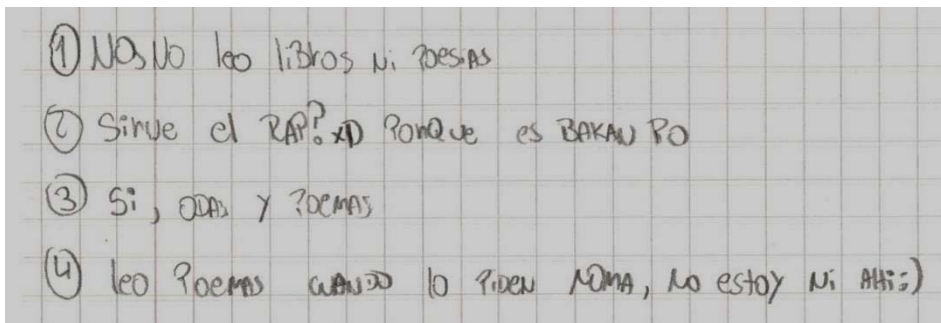 ① NO, NO leo libros Ni Poesias
② Sirve el RAP? xD PorQue es BAKAN PO
③ Si, ODAS y Poemas
④ leo Poemas CUANDO lo PiDEN NOMA, No estoy Ni AHi :)